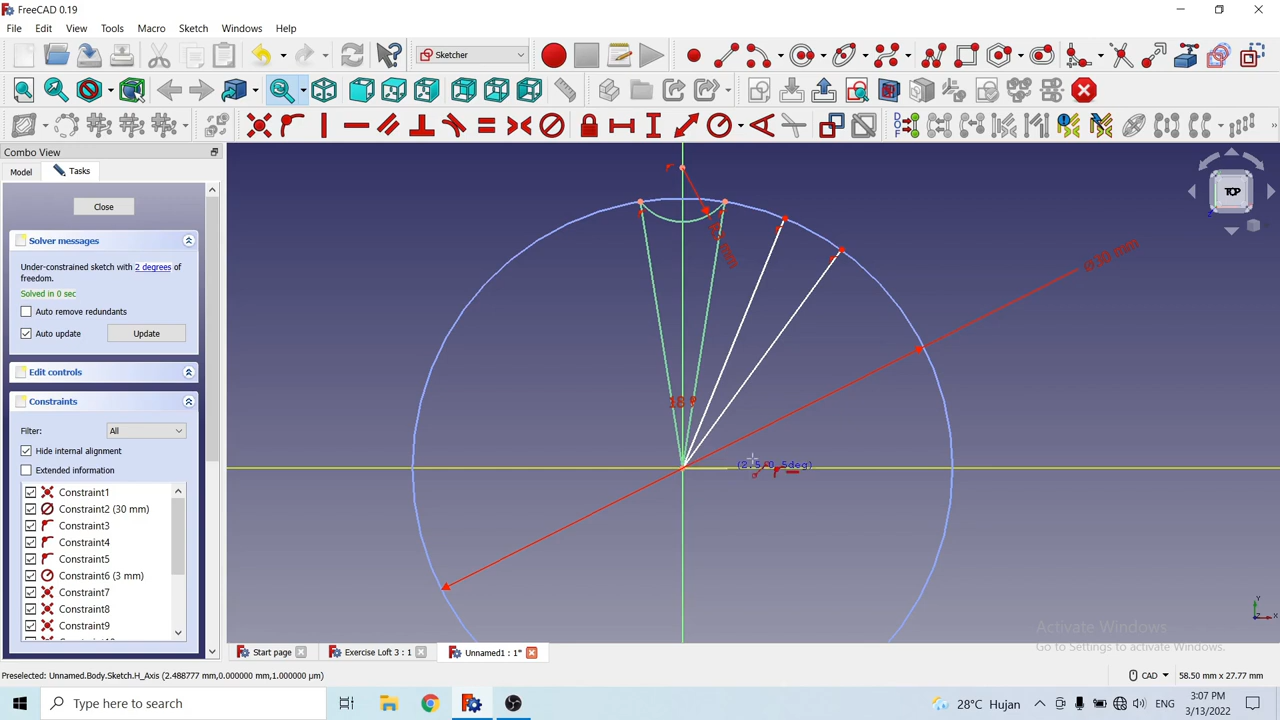 FreeCAD 0.19
File Edit View Tools Macro Sketch Windows Help
Sketcher
Combo View
Model Tasks
TOP
Close
Solver messages
Under-constrained sketch with 2 degrees of
freedom.
Solved in 0 sec
Auto remove redundants
Auto update Update
Edit controls
Constraints
Filter: All
Hide internal alignment
Extended information
Constraint1
Constraint2 (30 mm)
Constraint3
Constraint4
Constraint5
Constraint6 (3 mm)
Constraint7
Constraint8
Constraint9
ø30 mm
18 °
Y
X
Activate Windows
Go to Settings to activate Windows.
Start page Exercise Loft 3 : 1 Unnamed1 : 1*
Preselected: Unnamed.Body.Sketch.H_Axis (2.488777 mm,0.000000 mm,1.000000 µm) CAD 58.50 mm x 27.77 mm
Type here to search 28°C Hujan ENG 3:07 PM
3/13/2022